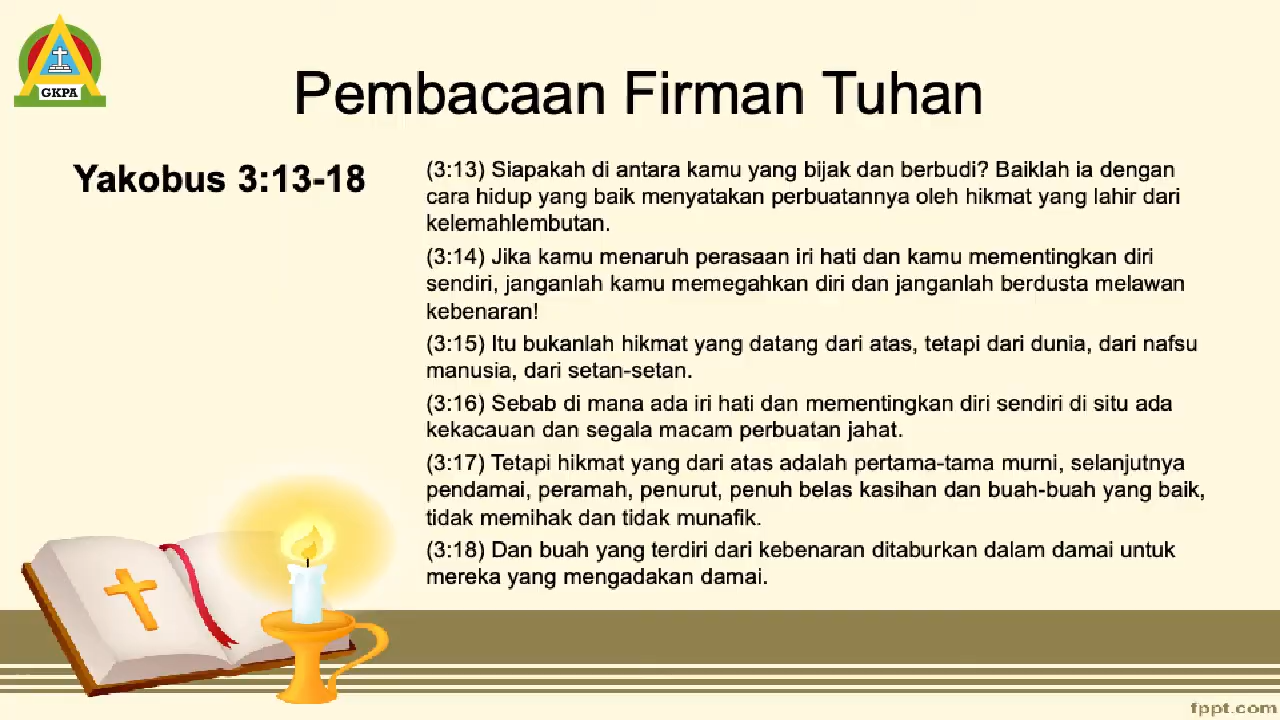 GKPA
Pembacaan Firman Tuhan
Yakobus 3:13-18
(3:13) Siapakah di antara kamu yang bijak dan berbudi? Baiklah ia dengan
cara hidup yang baik menyatakan perbuatannya oleh hikmat yang lahir dari
kelemahlembutan.
(3:14) Jika kamu menaruh perasaan iri hati dan kamu mementingkan diri
sendiri, janganlah kamu memegahkan diri dan janganlah berdusta melawan
kebenaran!
(3:15) Itu bukanlah hikmat yang datang dari atas, tetapi dari dunia, dari nafsu
manusia, dari setan-setan.
(3:16) Sebab di mana ada iri hati dan mementingkan diri sendiri di situ ada
kekacauan dan segala macam perbuatan jahat.
(3:17) Tetapi hikmat yang dari atas adalah pertama-tama murni, selanjutnya
pendamai, peramah, penurut, penuh belas kasihan dan buah-buah yang baik,
tidak memihak dan tidak munafik.
(3:18) Dan buah yang terdiri dari kebenaran ditaburkan dalam damai untuk
mereka yang mengadakan damai.
fppt.com